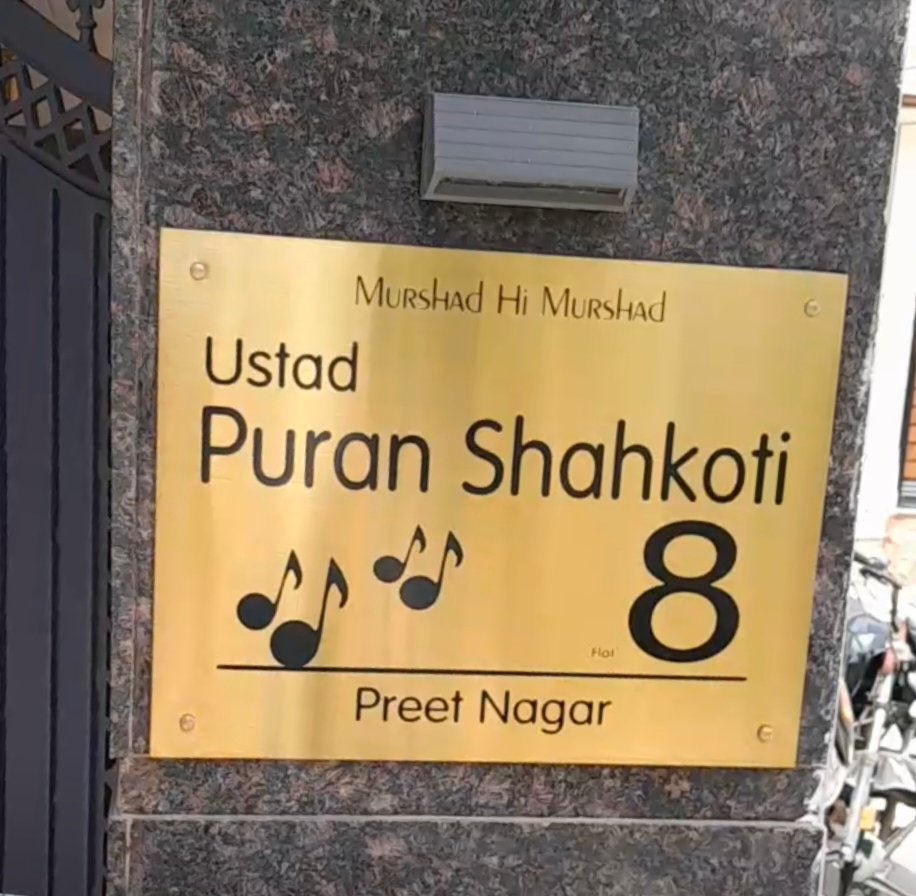 Murshad Hi Murshad
Ustad
Puran Shahkoti
Flat 8
Preet Nagar